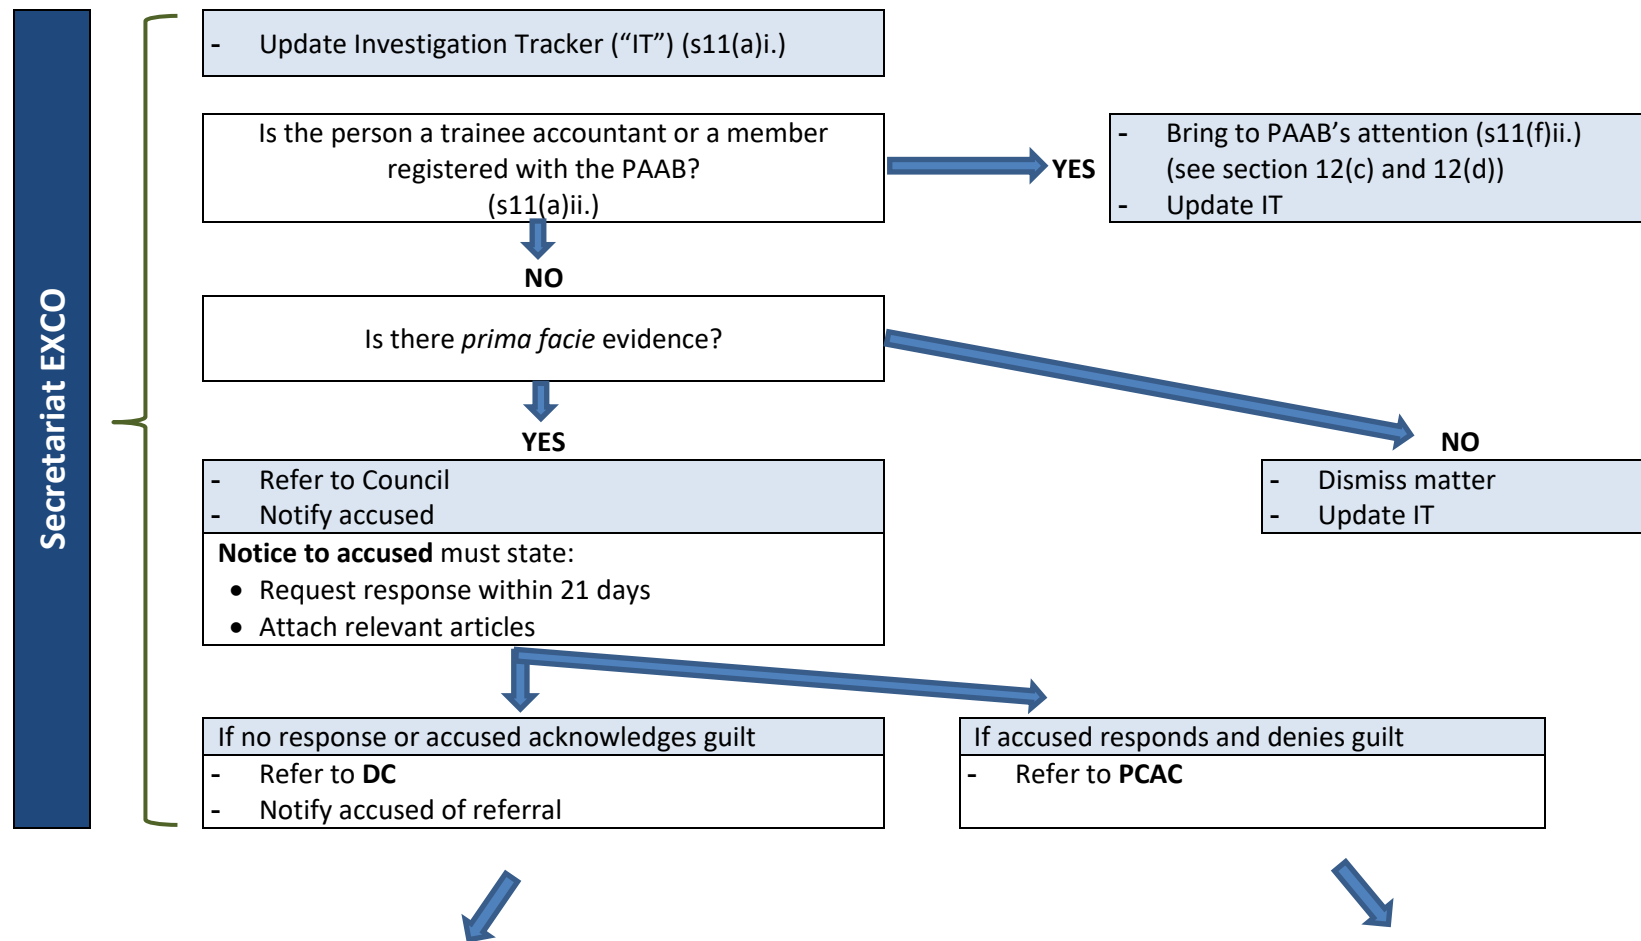 Secretariat EXCO
- Update Investigation Tracker (“IT”) (s11(a)i.)
Is the person a trainee accountant or a member
registered with the PAAB?
(s11(a)ii.)
YES
- Bring to PAAB’s attention (s11(f)ii.)
(see section 12(c) and 12(d))
- Update IT
NO
Is there prima facie evidence?
YES
NO
- Refer to Council
- Notify accused
- Dismiss matter
- Update IT
Notice to accused must state:
• Request response within 21 days
• Attach relevant articles
If no response or accused acknowledges guilt
- Refer to DC
- Notify accused of referral
If accused responds and denies guilt
- Refer to PCAC